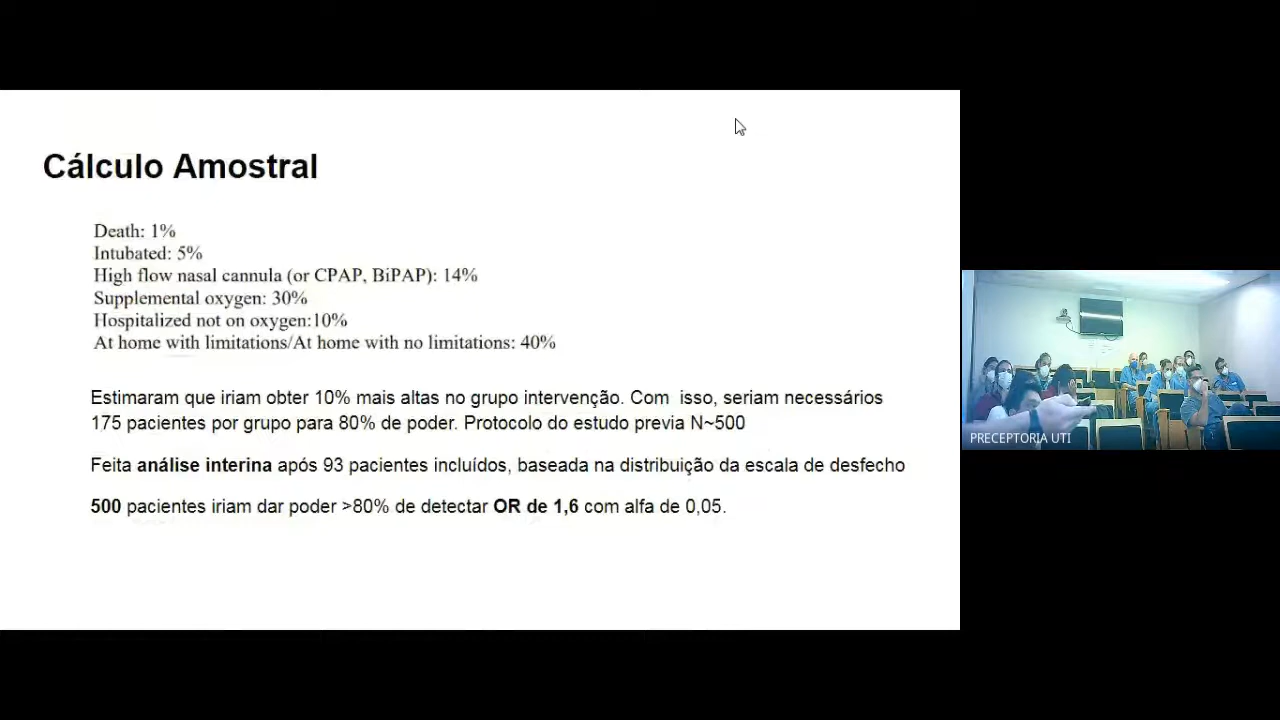 Cálculo Amostral
Death: 1%
Intubated: 5%
High flow nasal cannula (or CPAP, BiPAP): 14%
Supplemental oxygen: 30%
Hospitalized not on oxygen:10%
At home with limitations/At home with no limitations: 40%
Estimaram que iriam obter 10% mais altas no grupo intervenção. Com isso, seriam necessários
175 pacientes por grupo para 80% de poder. Protocolo do estudo previa N~500
Feita análise interina após 93 pacientes incluídos, baseada na distribuição da escala de desfecho
500 pacientes iriam dar poder >80% de detectar OR de 1,6 com alfa de 0,05.
PRECEPTORIA UTI